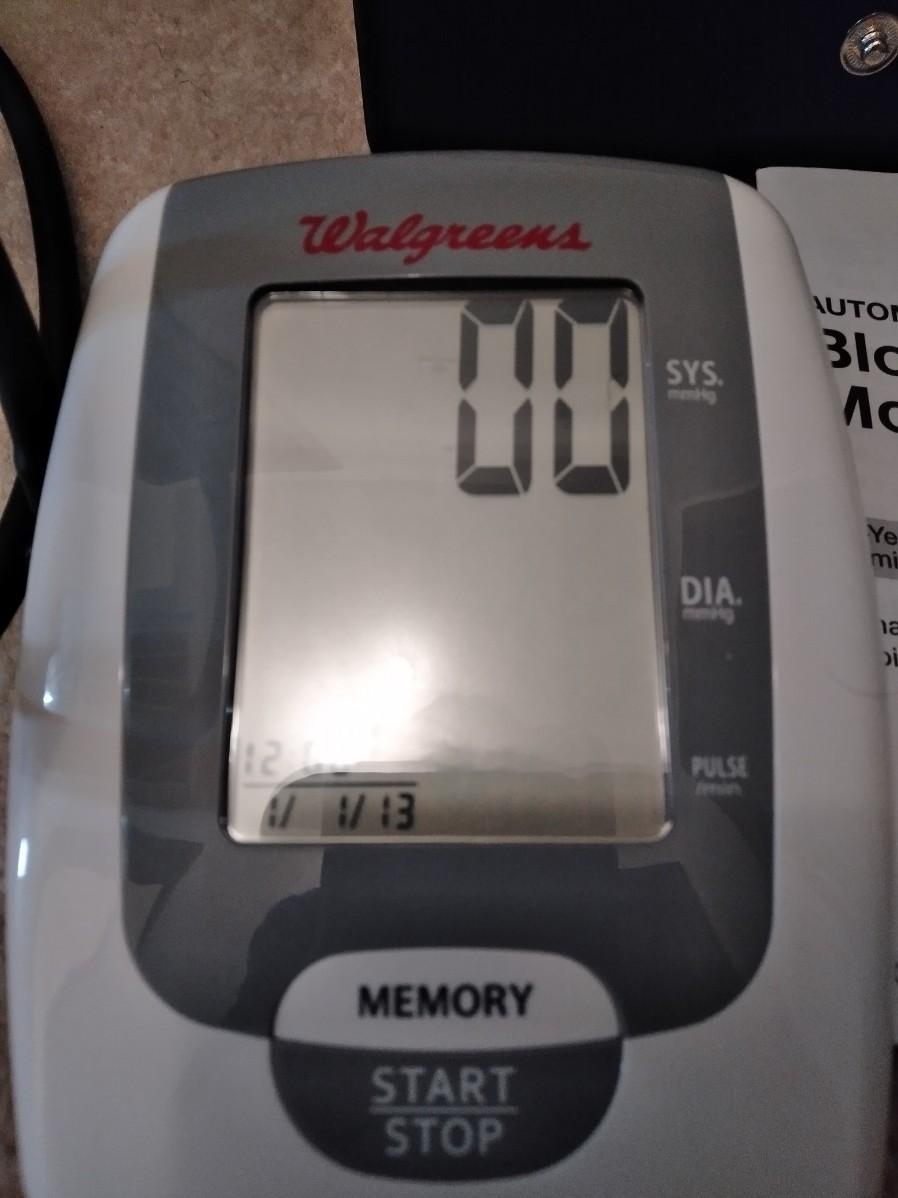 Walgreens
00
SYS.
mmHg
DIA.
mmHg
PULSE
/min
1/ 1/13
MEMORY
START
STOP
AUTOM
Blo
Mo